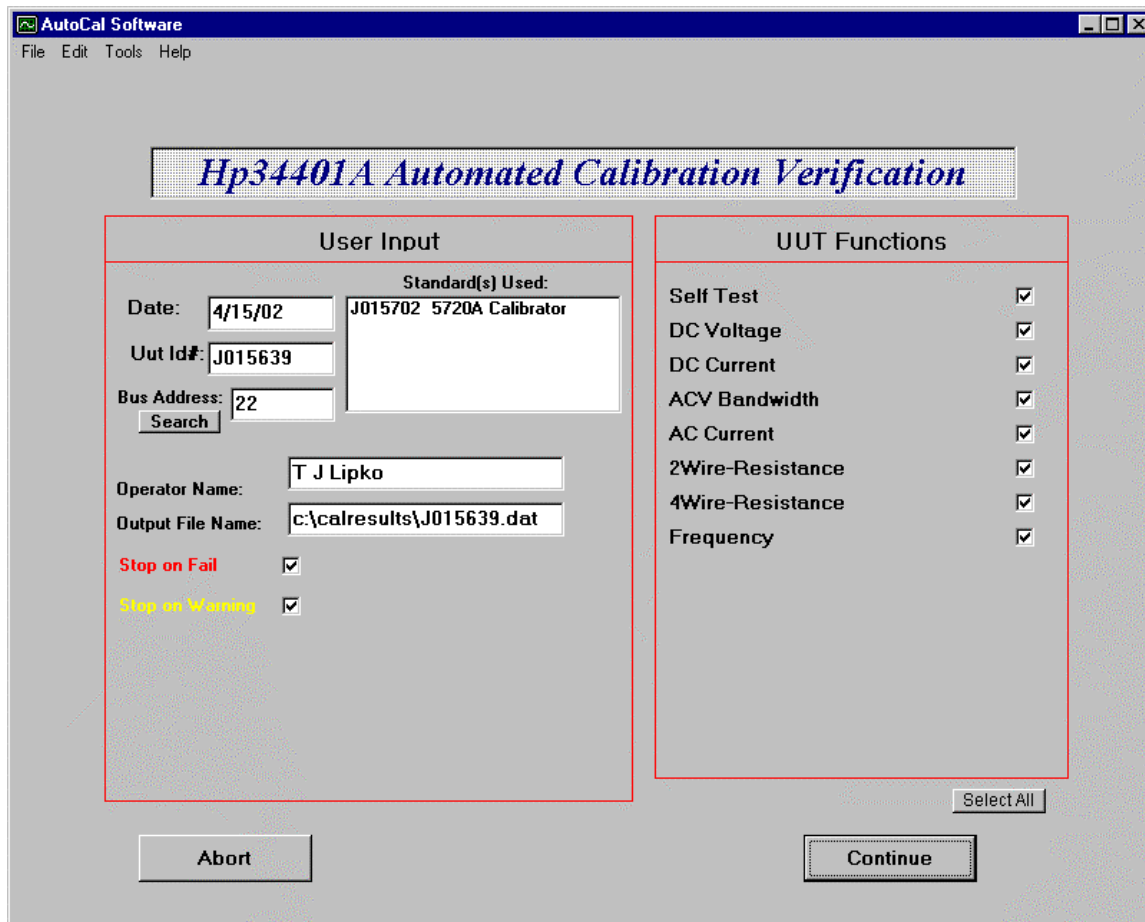 AutoCal Software
File Edit Tools Help
Hp34401A Automated Calibration Verification
User Input
Standard(s) Used:
Date: 4/15/02
J015702 5720A Calibrator
Uut Id#: J015639
Bus Address: 22
Search
Operator Name: T J Lipko
Output File Name: c:\calresults\J015639.dat
Stop on Fail
Stop on Warning
UUT Functions
Self Test
DC Voltage
DC Current
ACV Bandwidth
AC Current
2Wire-Resistance
4Wire-Resistance
Frequency
Select All
Abort
Continue